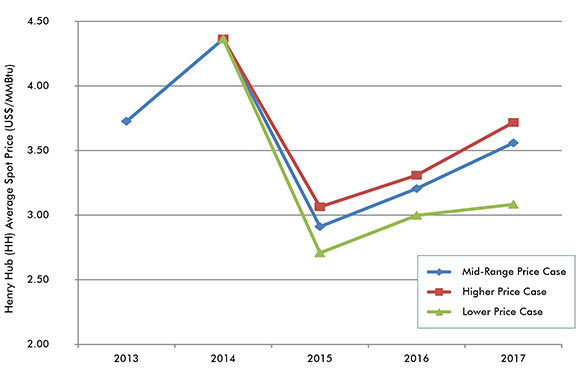 Henry Hub (HH) Average Spot Price (US$/MMBtu)
4.50
4.00
3.50
3.00
2.50
2.00
2013 2014 2015 2016 2017
Mid-Range Price Case
Higher Price Case
Lower Price Case